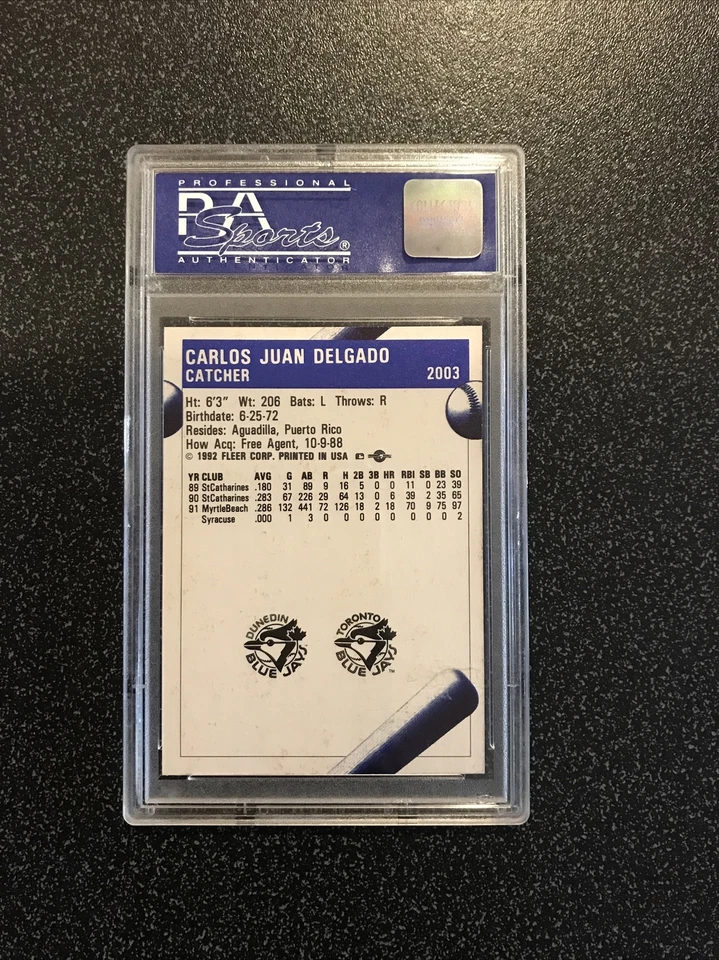 PROFESSIONAL
PSA
Sports®
AUTHENTICATOR
CARLOS JUAN DELGADO
CATCHER 2003
Ht: 6'3" Wt: 206 Bats: L Throws: R
Birthdate: 6-25-72
Resides: Aguadilla, Puerto Rico
How Acq: Free Agent, 10-9-88
© 1992 FLEER CORP. PRINTED IN USA
YR CLUB AVG G AB R H 2B 3B HR RBI SB BB SO
89 StCatharines .180 31 89 9 16 5 0 0 11 0 23 39
90 StCatharines .283 67 226 29 64 13 0 6 39 2 35 65
91 MyrtleBeach .286 132 441 72 126 18 2 18 70 9 75 97
Syracuse .000 1 3 0 0 0 0 0 0 0 0 2
DUNEDIN
BLUE JAYS
TORONTO
BLUE JAYS™